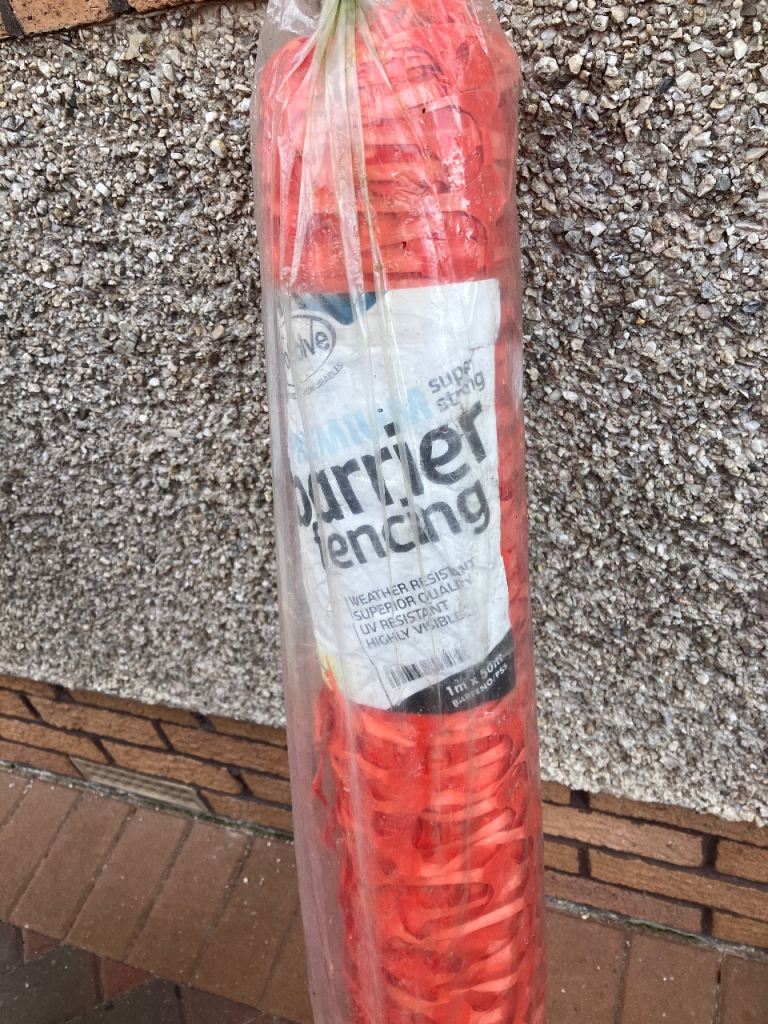 super
strong
barrier
fencing
WEATHER RESISTANT
SUPERIOR QUALITY
UV RESISTANT
HIGHLY VISIBLE
1m x 50m